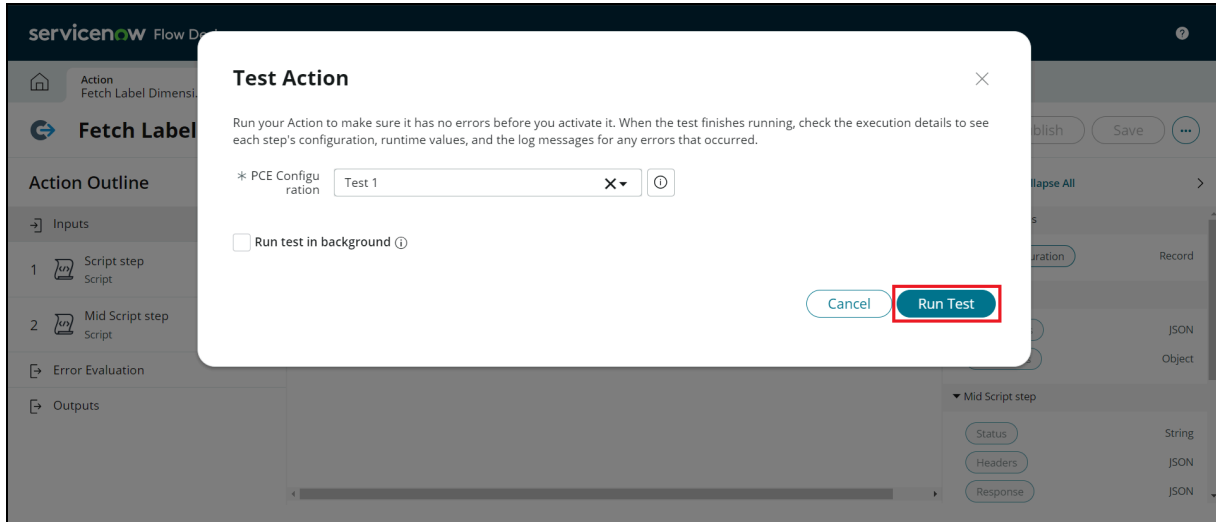 servicenow Flow De
Action
Fetch Label Dimensi.
Fetch Label
Publish
Save
Action Outline
Collapse All
Inputs
1
Script step
Script
2
Mid Script step
Script
Error Evaluation
Outputs
Test Action
Run your Action to make sure it has no errors before you activate it. When the test finishes running, check the execution details to see
each step's configuration, runtime values, and the log messages for any errors that occurred.
* PCE Configu
ration
Test 1
Run test in background
Cancel
Run Test
uration
Record
JSON
Object
Mid Script step
Status
String
Headers
JSON
Response
JSON